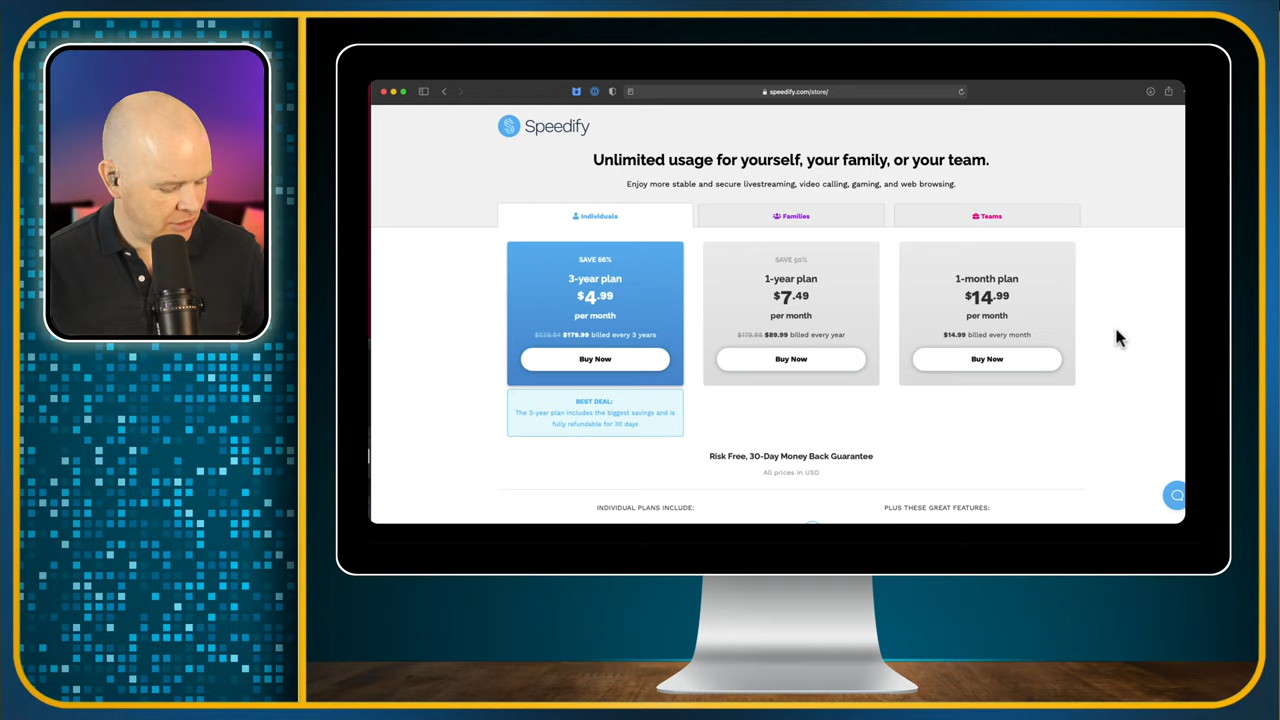 speedify.com/store/
Speedify
Unlimited usage for yourself, your family, or your team.
Enjoy more stable and secure livestreaming, video calling, gaming, and web browsing.
Individuals
Families
Teams
SAVE 66%
3-year plan
$4.99
per month
$539.64 $179.99 billed every 3 years
Buy Now
BEST DEAL:
The 3-year plan includes the biggest savings and is
fully refundable for 30 days
SAVE 50%
1-year plan
$7.49
per month
$179.88 $89.99 billed every year
Buy Now
1-month plan
$14.99
per month
$14.99 billed every month
Buy Now
Risk Free, 30-Day Money Back Guarantee
All prices in USD
INDIVIDUAL PLANS INCLUDE:
PLUS THESE GREAT FEATURES: